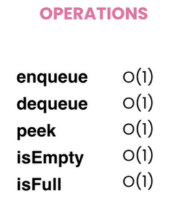 OPERATIONS
enqueue O(1)
dequeue O(1)
peek O(1)
isEmpty O(1)
isFull O(1)